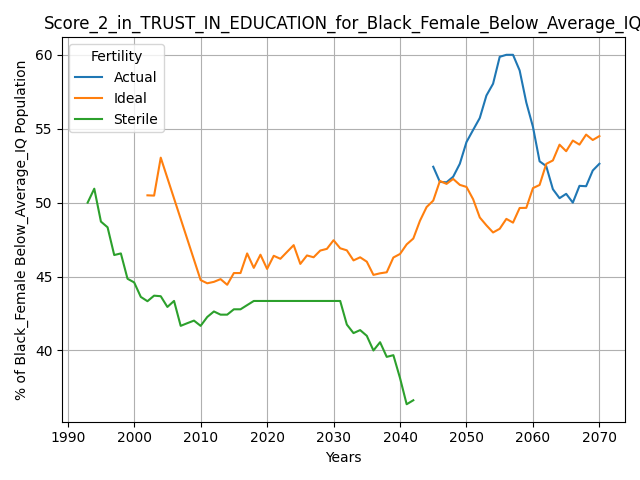 Score_2_in_TRUST_IN_EDUCATION_for_Black_Female_Below_Average_IQ
% of Black_Female Below_Average_IQ Population
60
55
50
45
40
Fertility
Actual
Ideal
Sterile
1990 2000 2010 2020 2030 2040 2050 2060 2070
Years